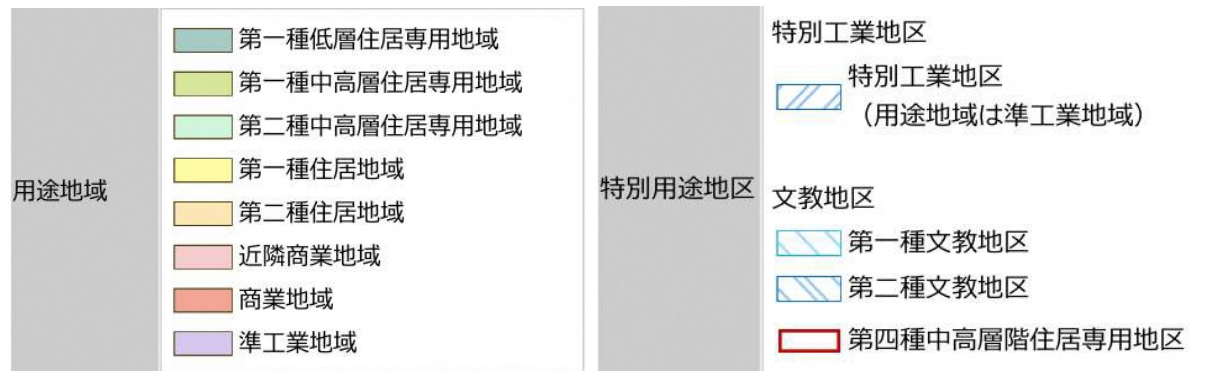 用途地域
第一種低層住居専用地域
第一種中高層住居専用地域
第二種中高層住居専用地域
第一種住居地域
第二種住居地域
近隣商業地域
商業地域
準工業地域
特別用途地区
特別工業地区
特別工業地区
（用途地域は準工業地域）
文教地区
第一種文教地区
第二種文教地区
第四種中高層階住居専用地区